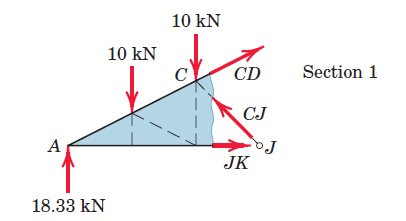 10 kN
10 kN
C
CD
Section 1
CJ
A
J
JK
18.33 kN